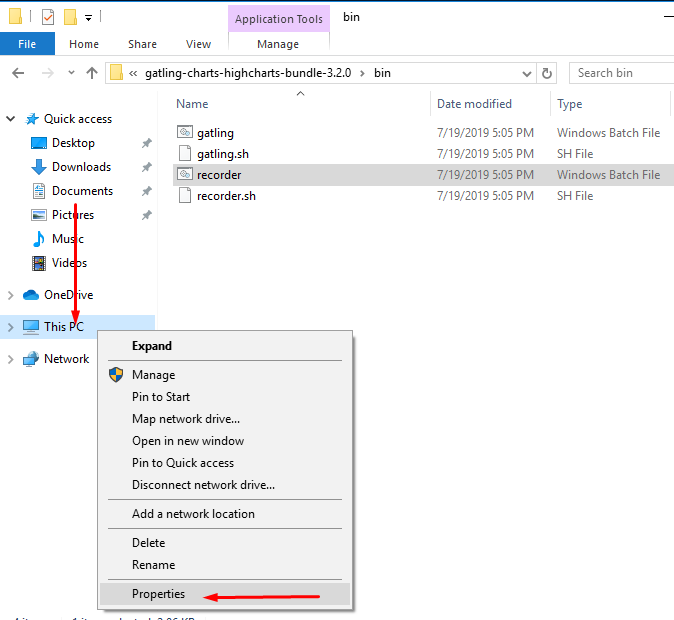 Application Tools bin
File Home Share View Manage
« gatling-charts-highcharts-bundle-3.2.0 > bin Search bin
Name Date modified Type
Quick access
Desktop
Downloads
Documents
Pictures
Music
Videos
OneDrive
This PC
Network
gatling 7/19/2019 5:05 PM Windows Batch File
gatling.sh 7/19/2019 5:05 PM SH File
recorder 7/19/2019 5:05 PM Windows Batch File
recorder.sh 7/19/2019 5:05 PM SH File
Expand
Manage
Pin to Start
Map network drive...
Open in new window
Pin to Quick access
Disconnect network drive...
Add a network location
Delete
Rename
Properties